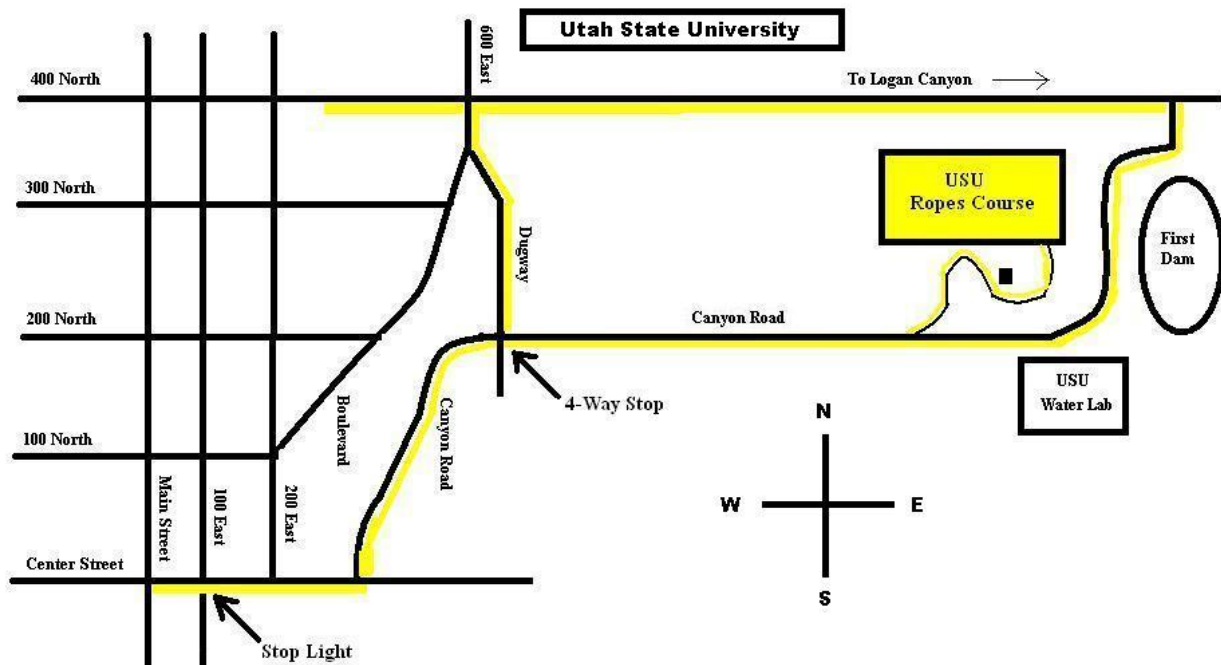 Utah State University
600 East
400 North
To Logan Canyon
USU
Ropes Course
300 North
Dugway
First
Dam
200 North
Canyon Road
4-Way Stop
USU
Water Lab
Boulevard
Canyon Road
100 North
N
W
E
S
Main Street
100 East
200 East
Center Street
Stop Light